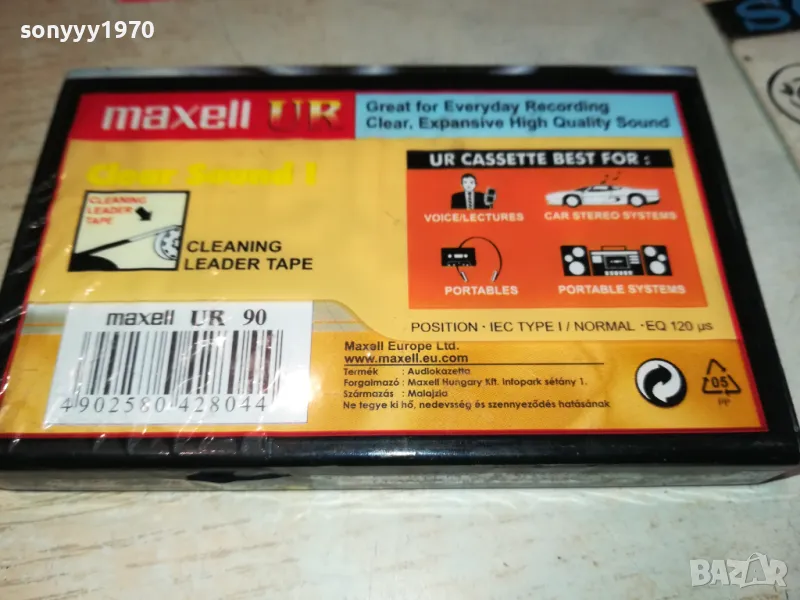 sonyyy1970
maxell UR
Great for Everyday Recording
Clear, Expansive High Quality Sound
Clear Sound !
CLEANING
LEADER
TAPE
CLEANING
LEADER TAPE
UR CASSETTE BEST FOR :
VOICE/LECTURES
CAR STEREO SYSTEMS
PORTABLES
PORTABLE SYSTEMS
POSITION · IEC TYPE I / NORMAL · EQ 120 µs
maxell UR 90
4 902580 428044
Maxell Europe Ltd.
www.maxell.eu.com
Termék : Audiokazetta
Forgalmazó : Maxell Hungary Kft. Infopark sétány 1.
Származás : Malajzia
Ne tegye ki hő, nedevsség és szennyeződés hatásának.
05
PP
BAZAR